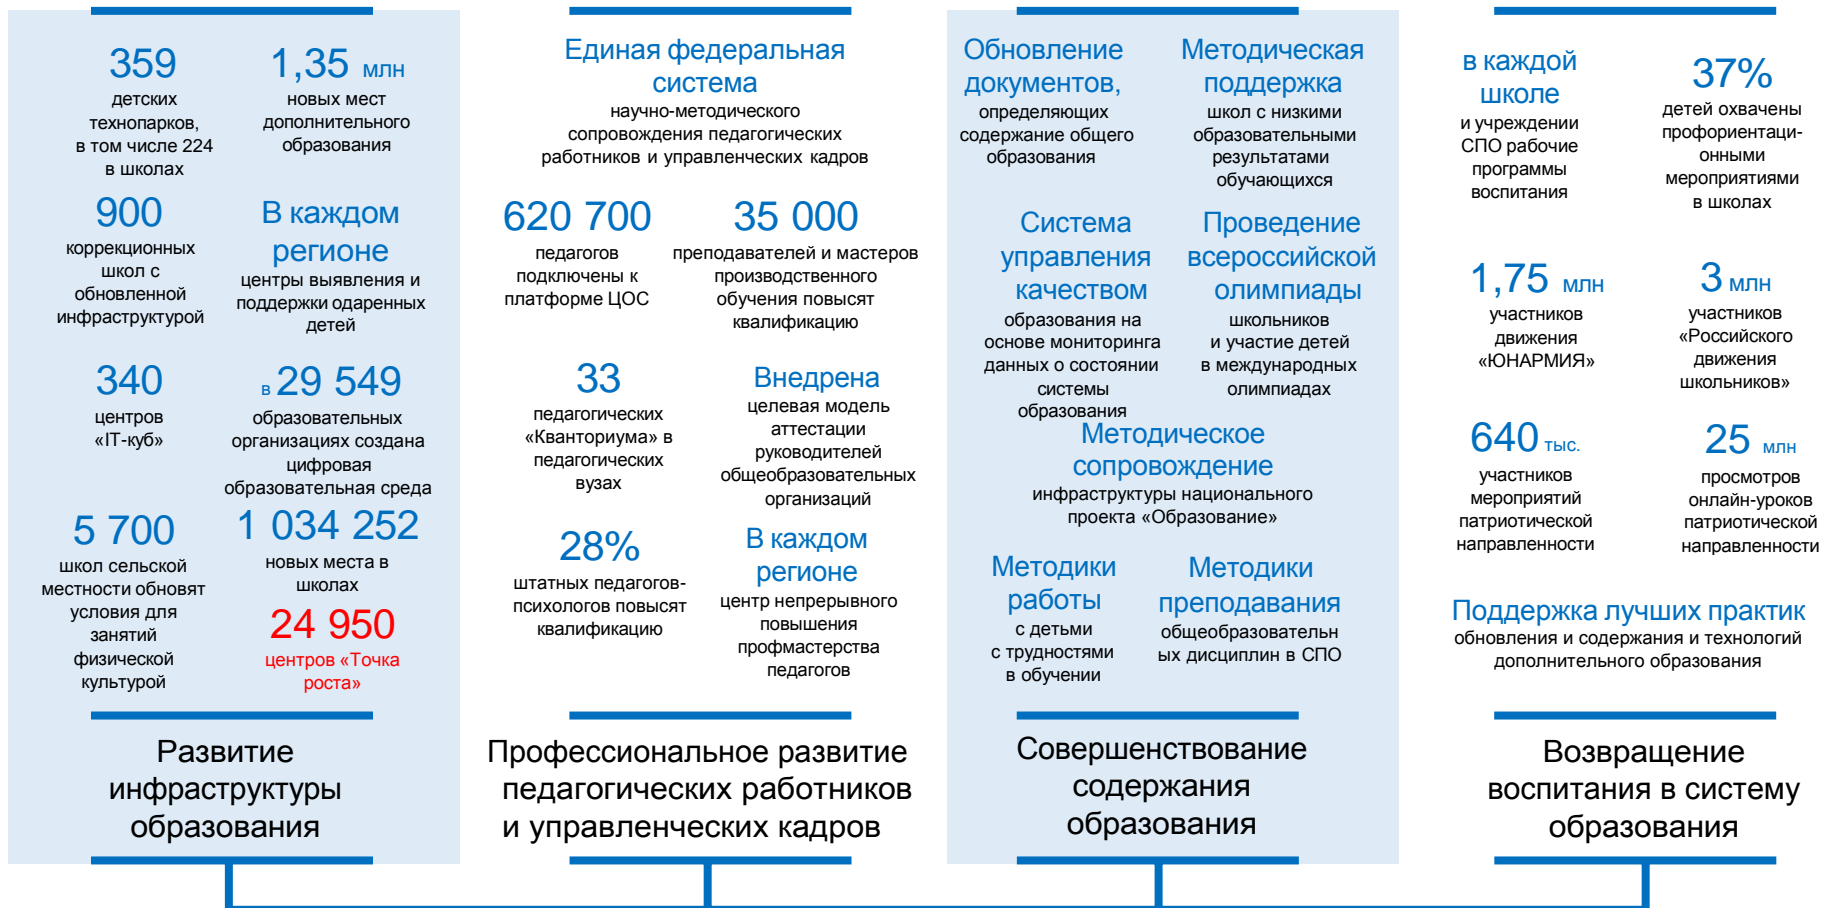 359
детских
технопарков,
в том числе 224
в школах
1,35 млн
новых мест
дополнительного
образования
900
коррекционных
школ с
обновленной
инфраструктурой
В каждом
регионе
центры выявления и
поддержки одаренных
детей
340
центров
«IT-куб»
в 29 549
образовательных
организациях создана
цифровая
образовательная среда
5 700
школ сельской
местности обновят
условия для
занятий
физической
культурой
1 034 252
новых места в
школах
24 950
центров «Точка
роста»
Развитие
инфраструктуры
образования
Единая федеральная
система
научно-методического
сопровождения педагогических
работников и управленческих кадров
620 700
педагогов
подключены к
платформе ЦОС
35 000
преподавателей и мастеров
производственного
обучения повысят
квалификацию
33
педагогических
«Кванториума» в
педагогических
вузах
Внедрена
целевая модель
аттестации
руководителей
общеобразовательных
организаций
28%
штатных педагогов-
психологов повысят
квалификацию
В каждом
регионе
центр непрерывного
повышения
профмастерства
педагогов
Профессиональное развитие
педагогических работников
и управленческих кадров
Обновление
документов,
определяющих
содержание общего
образования
Методическая
поддержка
школ с низкими
образовательными
результатами
обучающихся
Система
управления
качеством
образования на
основе мониторинга
данных о состоянии
системы
образования
Проведение
всероссийской
олимпиады
школьников
и участие детей
в международных
олимпиадах
Методическое
сопровождение
инфраструктуры национального
проекта «Образование»
Методики
работы
с детьми
с трудностями
в обучении
Методики
преподавания
общеобразовательн
ых дисциплин в СПО
Совершенствование
содержания
образования
в каждой
школе
и учреждении
СПО рабочие
программы
воспитания
37%
детей охвачены
профориентаци-
онными
мероприятиями
в школах
1,75 млн
участников
движения
«ЮНАРМИЯ»
3 млн
участников
«Российского
движения
школьников»
640 тыс.
участников
мероприятий
патриотической
направленности
25 млн
просмотров
онлайн-уроков
патриотической
направленности
Поддержка лучших практик
обновления и содержания и технологий
дополнительного образования
Возвращение
воспитания в систему
образования